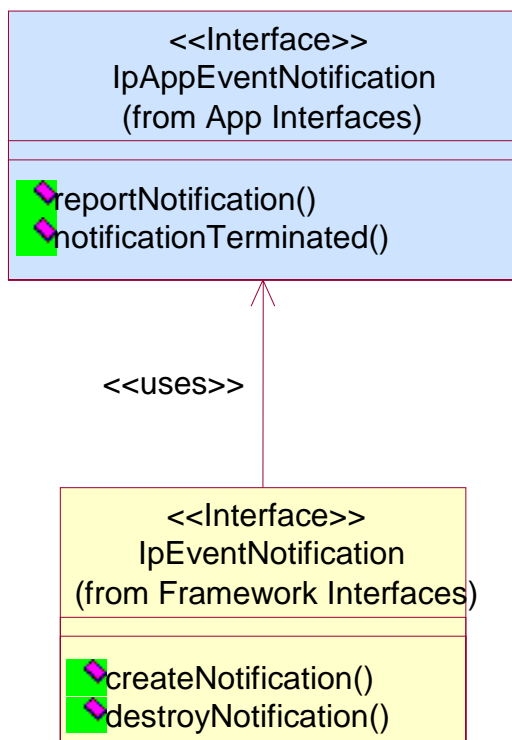 <<Interface>>
IpAppEventNotification
(from App Interfaces)
reportNotification()
notificationTerminated()
<<uses>>
<<Interface>>
IpEventNotification
(from Framework Interfaces)
createNotification()
destroyNotification()